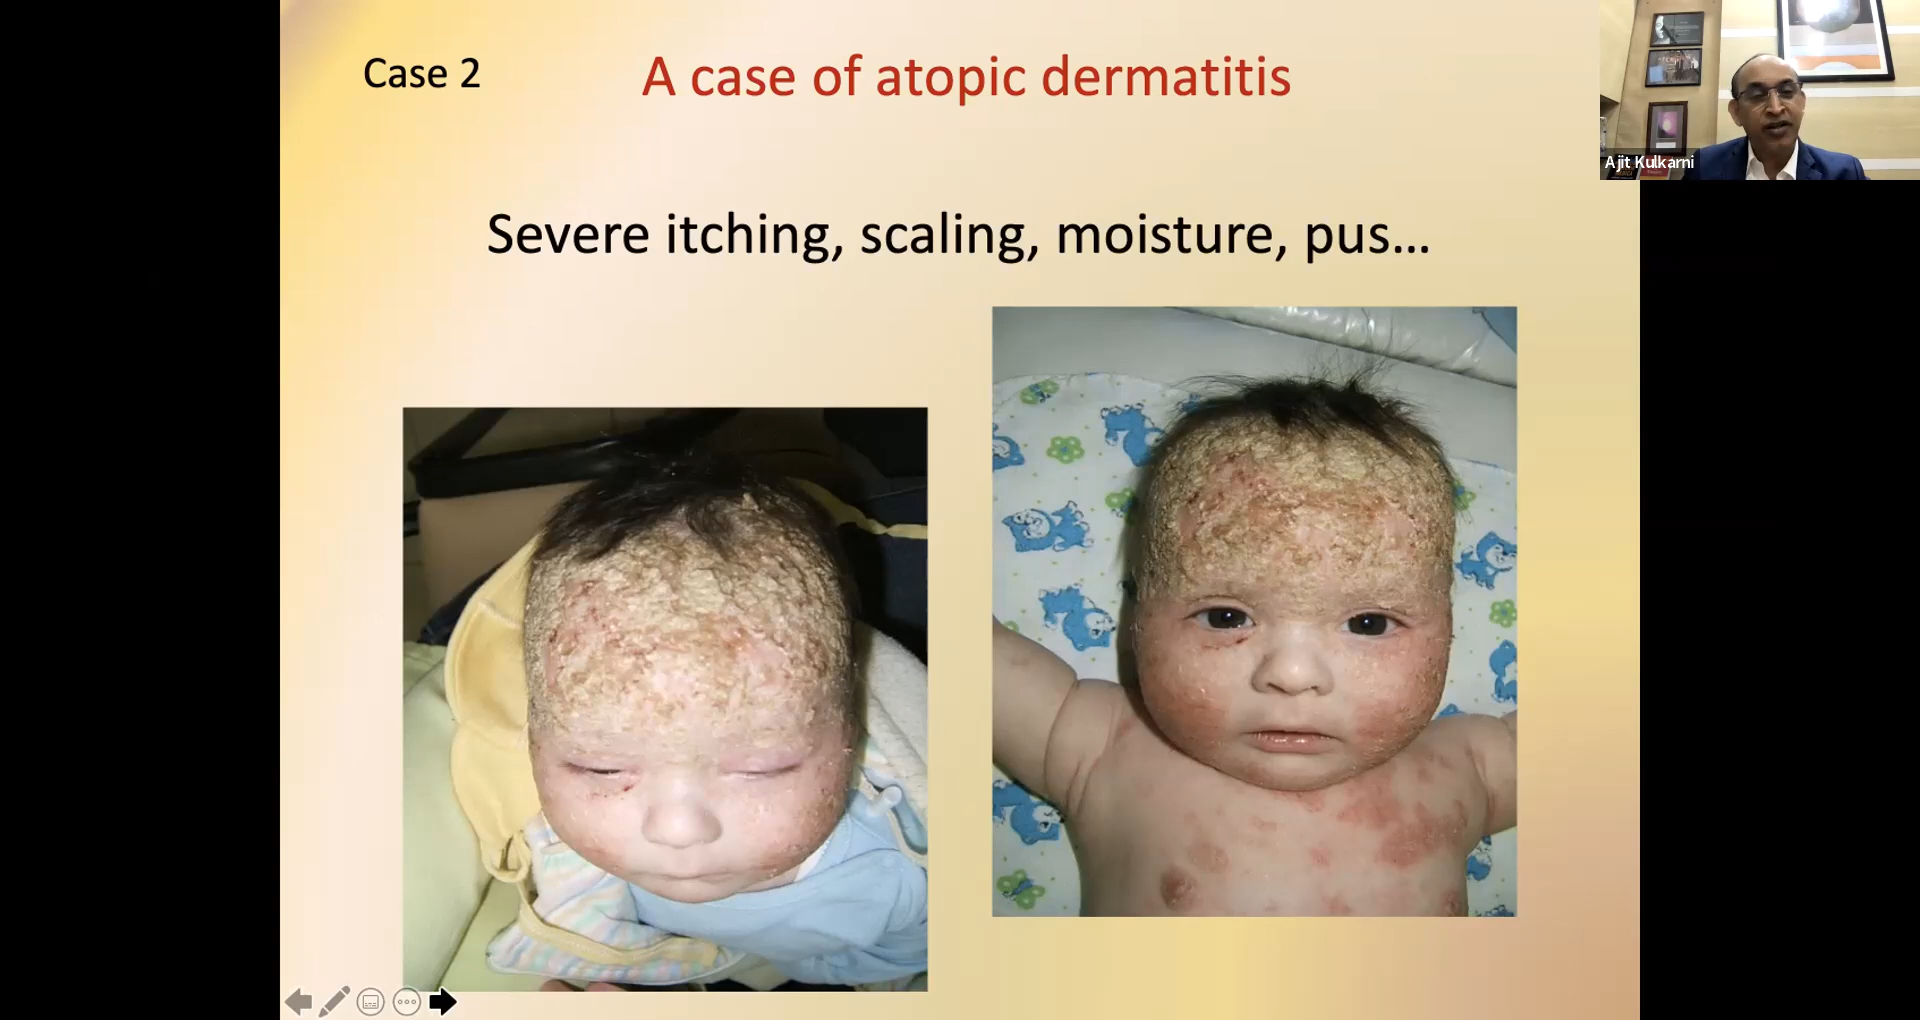 Case 2
A case of atopic dermatitis
Ajit Kulkarni
Severe itching, scaling, moisture, pus...